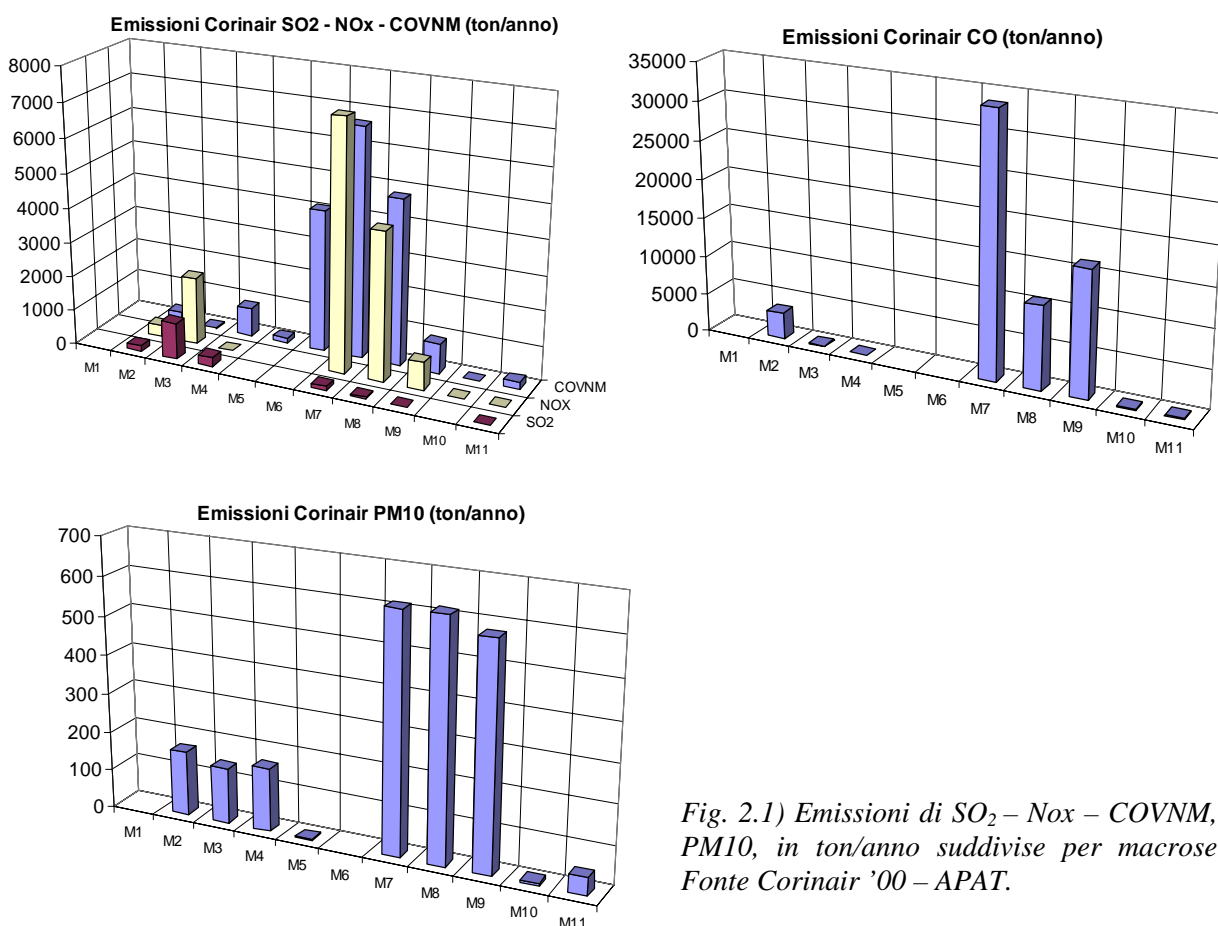 Emissioni Corinair SO2 - NOx - COVNM (ton/anno)
8000
7000
6000
5000
4000
3000
2000
1000
0
M1
M2
M3
M4
M5
M6
M7
M8
M9
M10
M11
COVNM
NOX
SO2
Emissioni Corinair CO (ton/anno)
35000
30000
25000
20000
15000
10000
5000
0
M1
M2
M3
M4
M5
M6
M7
M8
M9
M10
M11
Emissioni Corinair PM10 (ton/anno)
700
600
500
400
300
200
100
0
M1
M2
M3
M4
M5
M6
M7
M8
M9
M10
M11
Fig. 2.1) Emissioni di SO₂ – Nox – COVNM,
PM10, in ton/anno suddivise per macrose
Fonte Corinair ’00 – APAT.